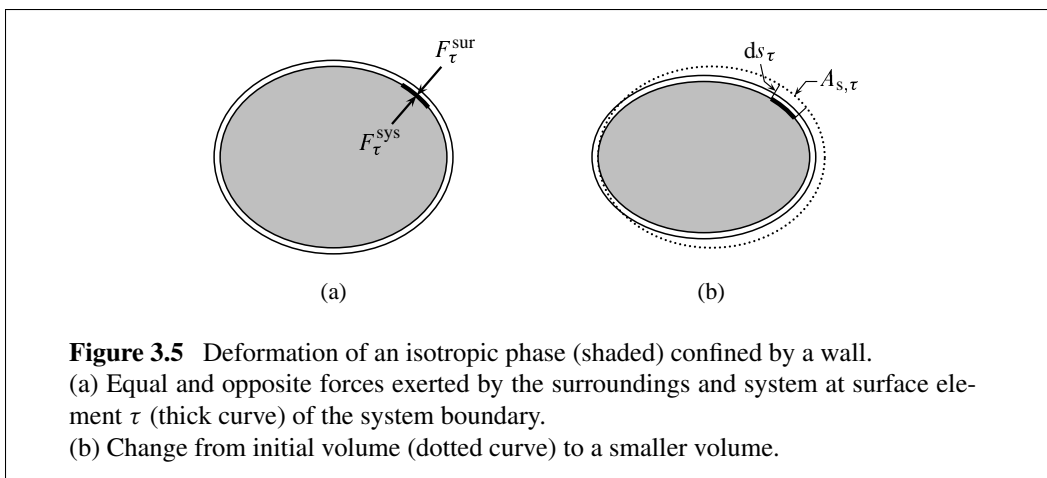 F_τ^sur
F_τ^sys
ds_τ
A_s,τ
(a)
(b)
Figure 3.5 Deformation of an isotropic phase (shaded) confined by a wall.
(a) Equal and opposite forces exerted by the surroundings and system at surface ele-
ment τ (thick curve) of the system boundary.
(b) Change from initial volume (dotted curve) to a smaller volume.